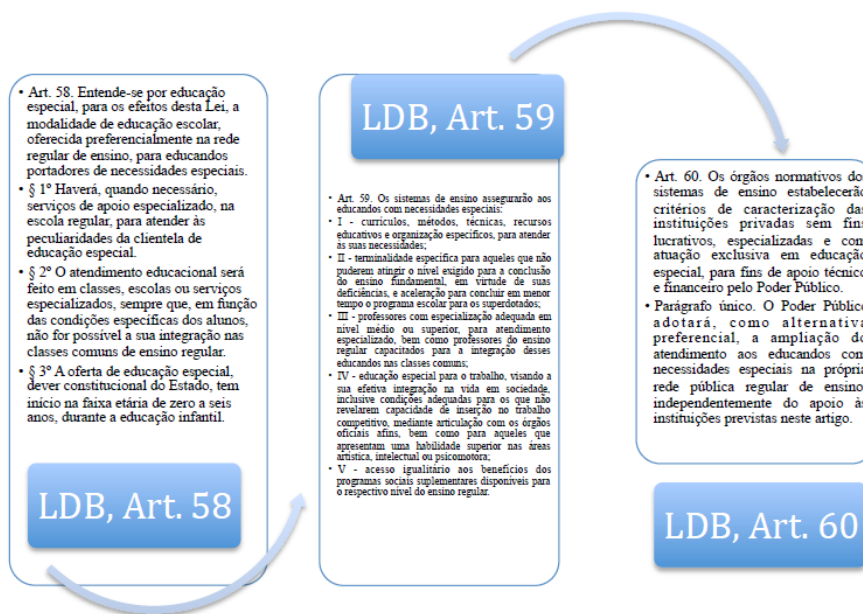 • Art. 58. Entende-se por educação
especial, para os efeitos desta Lei, a
modalidade de educação escolar,
oferecida preferencialmente na rede
regular de ensino, para educandos
portadores de necessidades especiais.
• § 1º Haverá, quando necessário,
serviços de apoio especializado, na
escola regular, para atender às
peculiaridades da clientela de
educação especial.
• § 2º O atendimento educacional será
feito em classes, escolas ou serviços
especializados, sempre que, em função
das condições específicas dos alunos,
não for possível a sua integração nas
classes comuns de ensino regular.
• § 3º A oferta de educação especial,
dever constitucional do Estado, tem
início na faixa etária de zero a seis
anos, durante a educação infantil.
LDB, Art. 58
LDB, Art. 59
• Art. 59. Os sistemas de ensino assegurarão aos
educandos com necessidades especiais:
• I - currículos, métodos, técnicas, recursos
educativos e organização específicos, para atender
às suas necessidades;
• II - terminalidade específica para aqueles que não
puderem atingir o nível exigido para a conclusão
do ensino fundamental, em virtude de suas
deficiências, e aceleração para concluir em menor
tempo o programa escolar para os superdotados;
• III - professores com especialização adequada em
nível médio ou superior, para atendimento
especializado, bem como professores do ensino
regular capacitados para a integração desses
educandos nas classes comuns;
• IV - educação especial para o trabalho, visando a
sua efetiva integração na vida em sociedade,
inclusive condições adequadas para os que não
revelarem capacidade de inserção no trabalho
competitivo, mediante articulação com os órgãos
oficiais afins, bem como para aqueles que
apresentam uma habilidade superior nas áreas
artística, intelectual ou psicomotora;
• V - acesso igualitário aos benefícios dos
programas sociais suplementares disponíveis para
o respectivo nível do ensino regular.
• Art. 60. Os órgãos normativos dos
sistemas de ensino estabelecerão
critérios de caracterização das
instituições privadas sem fins
lucrativos, especializadas e com
atuação exclusiva em educação
especial, para fins de apoio técnico
e financeiro pelo Poder Público.
• Parágrafo único. O Poder Público
adotará, como alternativa
preferencial, a ampliação do
atendimento aos educandos com
necessidades especiais na própria
rede pública regular de ensino,
independentemente do apoio às
instituições previstas neste artigo.
LDB, Art. 60